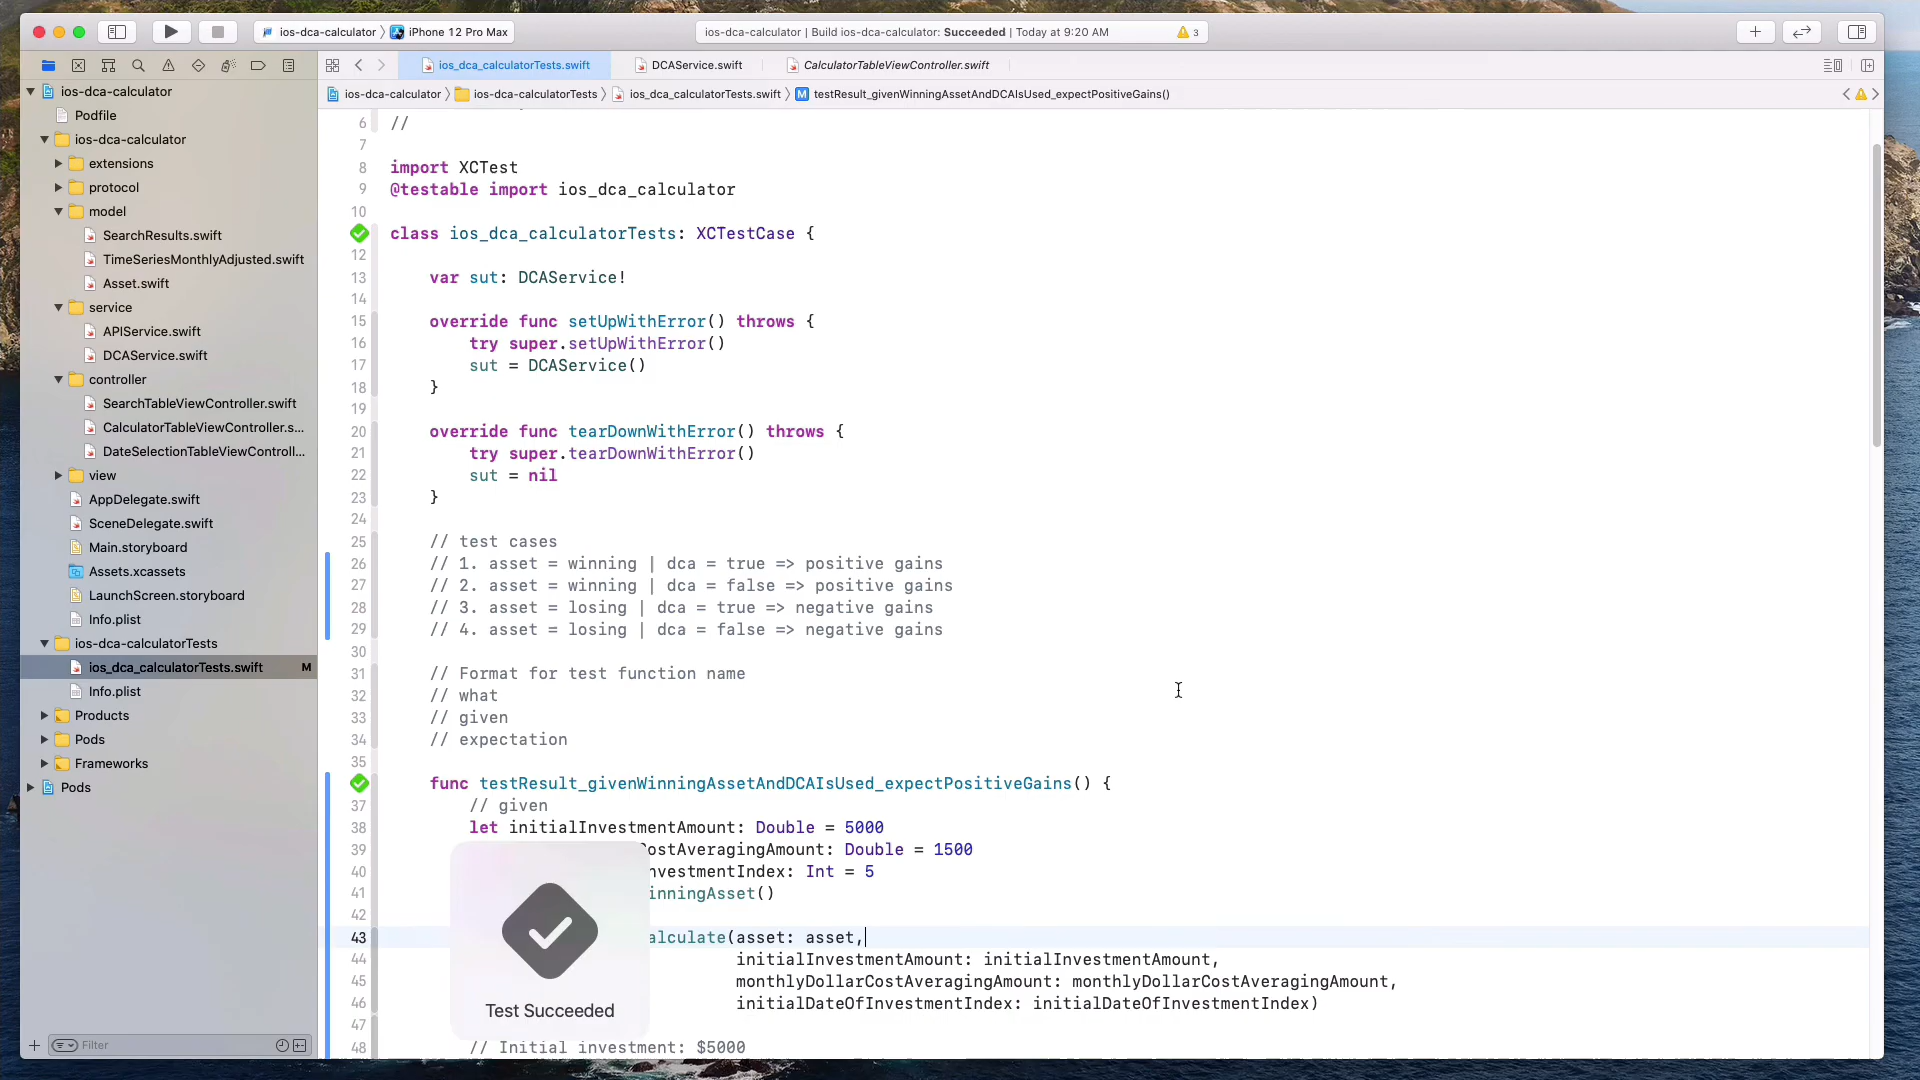 ios-dca-calculator
iPhone 12 Pro Max
ios-dca-calculator | Build ios-dca-calculator: Succeeded | Today at 9:20 AM
3
ios_dca_calculatorTests.swift
DCAService.swift
CalculatorTableViewController.swift
ios-dca-calculator
ios-dca-calculatorTests
ios_dca_calculatorTests.swift
M
testResult_givenWinningAssetAndDCAIsUsed_expectPositiveGains()
ios-dca-calculator
Podfile
ios-dca-calculator
extensions
protocol
model
SearchResults.swift
TimeSeriesMonthlyAdjusted.swift
Asset.swift
service
APIService.swift
DCAService.swift
controller
SearchTableViewController.swift
CalculatorTableViewController.s...
DateSelectionTableViewControll...
view
AppDelegate.swift
SceneDelegate.swift
Main.storyboard
Assets.xcassets
LaunchScreen.storyboard
Info.plist
ios-dca-calculatorTests
ios_dca_calculatorTests.swift M
Info.plist
Products
Pods
Frameworks
Pods
Filter
6 //
7
8 import XCTest
9 @testable import ios_dca_calculator
10
class ios_dca_calculatorTests: XCTestCase {
12
13 var sut: DCAService!
14
15 override func setUpWithError() throws {
16 try super.setUpWithError()
17 sut = DCAService()
18 }
19
20 override func tearDownWithError() throws {
21 try super.tearDownWithError()
22 sut = nil
23 }
24
25 // test cases
26 // 1. asset = winning | dca = true => positive gains
27 // 2. asset = winning | dca = false => positive gains
28 // 3. asset = losing | dca = true => negative gains
29 // 4. asset = losing | dca = false => negative gains
30
31 // Format for test function name
32 // what
33 // given
34 // expectation
35
func testResult_givenWinningAssetAndDCAIsUsed_expectPositiveGains() {
37 // given
38 let initialInvestmentAmount: Double = 5000
39 ostAveragingAmount: Double = 1500
40 nvestmentIndex: Int = 5
41 inningAsset()
42
43 alculate(asset: asset,
44 initialInvestmentAmount: initialInvestmentAmount,
45 monthlyDollarCostAveragingAmount: monthlyDollarCostAveragingAmount,
46 initialDateOfInvestmentIndex: initialDateOfInvestmentIndex)
47
48 // Initial investment: $5000
Test Succeeded